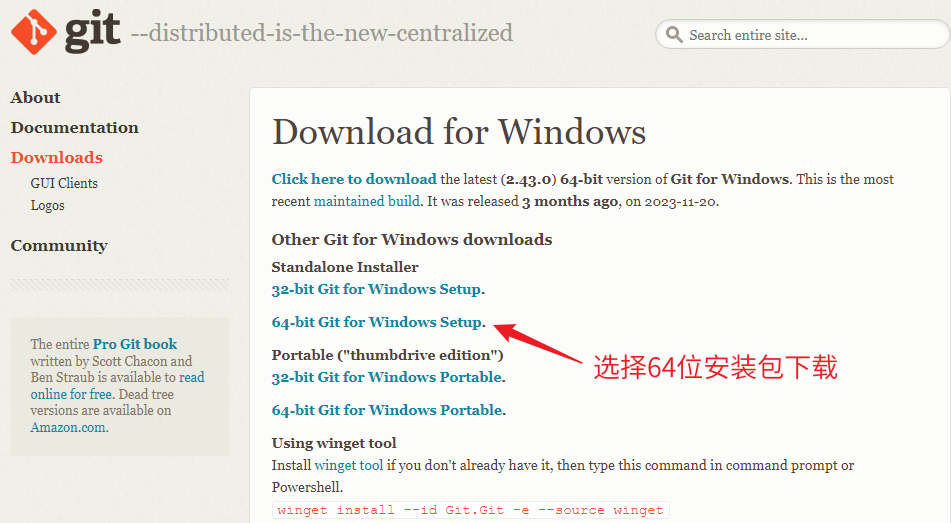 git --distributed-is-the-new-centralized
Search entire site...
About
Documentation
Downloads
GUI Clients
Logos
Community
The entire Pro Git book
written by Scott Chacon and
Ben Straub is available to read
online for free. Dead tree
versions are available on
Amazon.com.
Download for Windows
Click here to download the latest (2.43.0) 64-bit version of Git for Windows. This is the most
recent maintained build. It was released 3 months ago, on 2023-11-20.
Other Git for Windows downloads
Standalone Installer
32-bit Git for Windows Setup.
64-bit Git for Windows Setup.
选择64位安装包下载
Portable ("thumbdrive edition")
32-bit Git for Windows Portable.
64-bit Git for Windows Portable.
Using winget tool
Install winget tool if you don't already have it, then type this command in command prompt or
Powershell.
winget install --id Git.Git -e --source winget